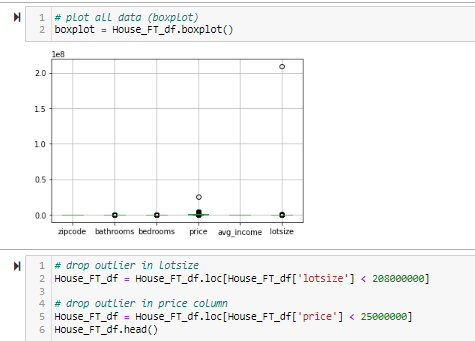 1 # plot all data (boxplot)
2 boxplot = House_FT_df.boxplot()
1e8
2.0
1.5
1.0
0.5
0.0
zipcode bathrooms bedrooms price avg_income lotsize
1 # drop outlier in lotsize
2 House_FT_df = House_FT_df.loc[House_FT_df['lotsize'] < 208000000]
3
4 # drop outlier in price column
5 House_FT_df = House_FT_df.loc[House_FT_df['price'] < 25000000]
6 House_FT_df.head()